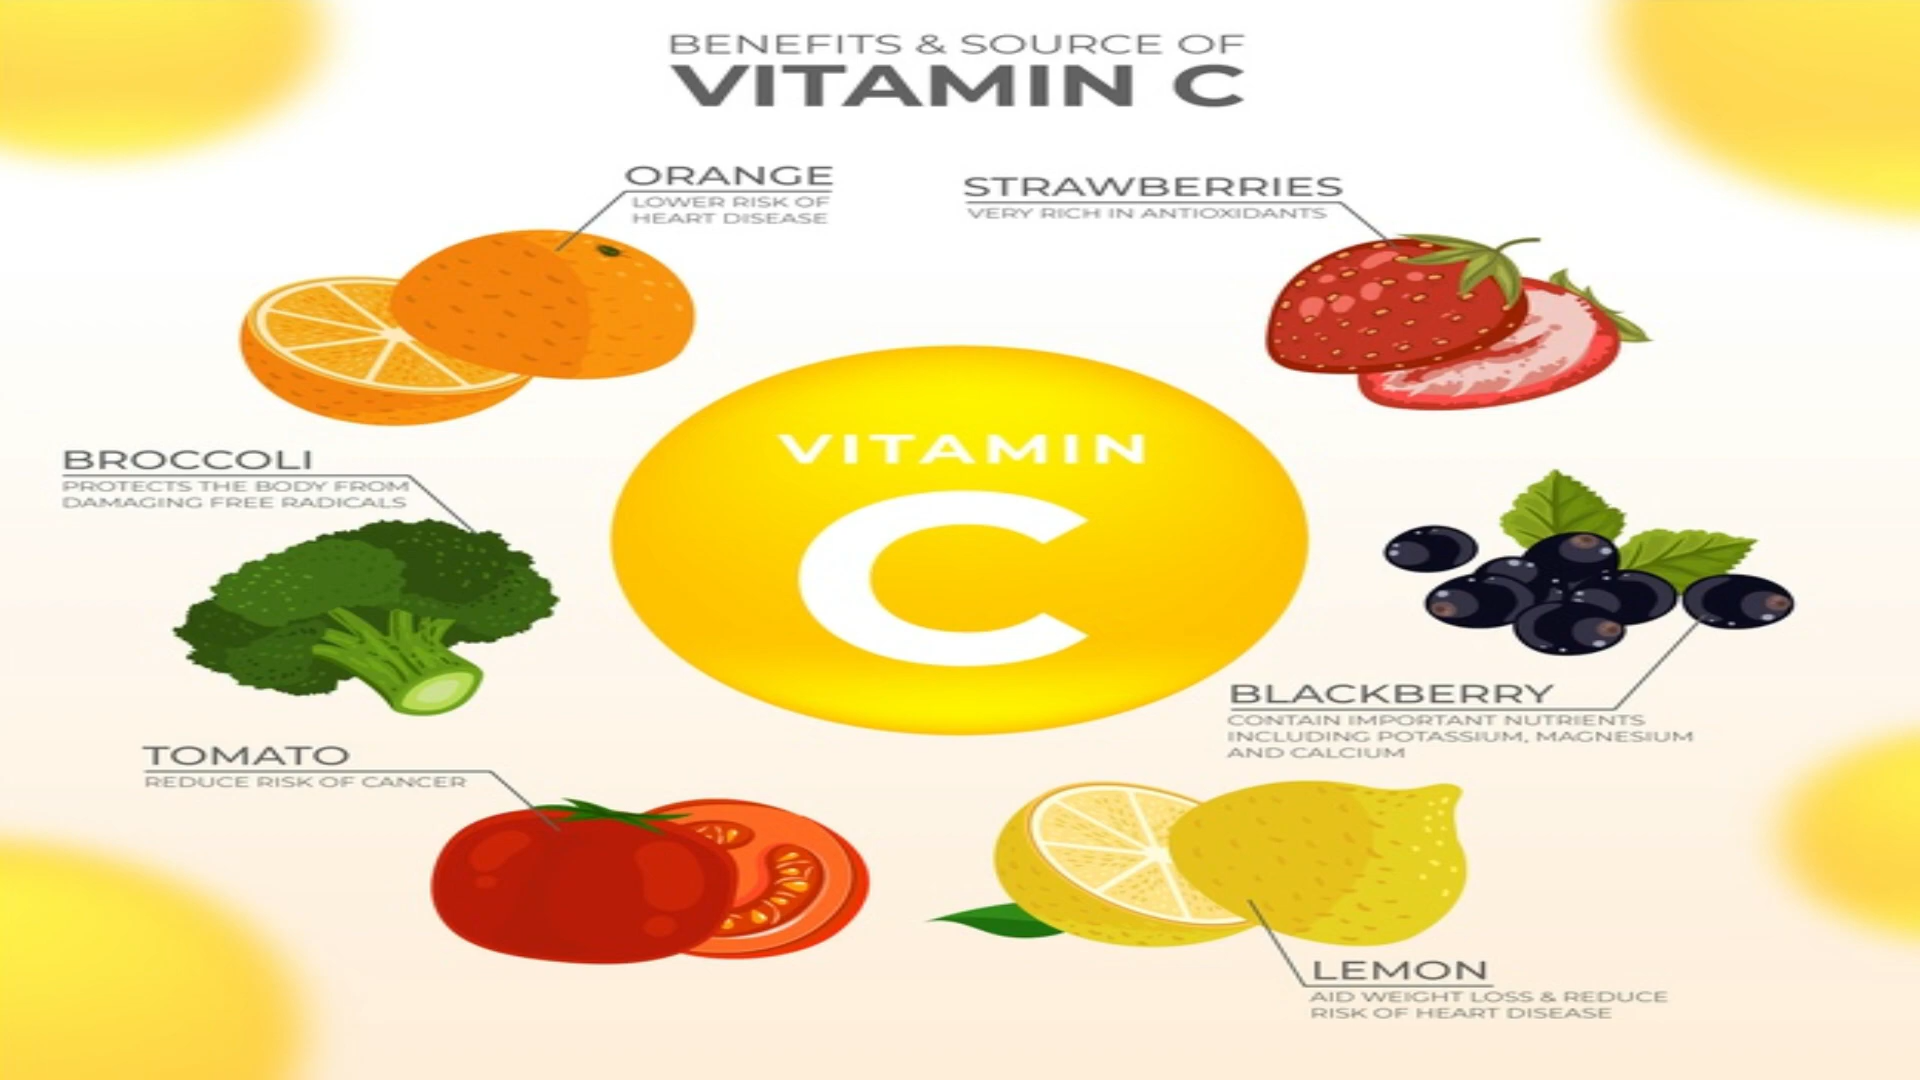 BENEFITS & SOURCE OF
VITAMIN C
ORANGE
LOWER RISK OF
HEART DISEASE
STRAWBERRIES
VERY RICH IN ANTIOXIDANTS
BROCCOLI
PROTECTS THE BODY FROM
DAMAGING FREE RADICALS
VITAMIN
C
BLACKBERRY
CONTAIN IMPORTANT NUTRIENTS
INCLUDING POTASSIUM, MAGNESIUM
AND CALCIUM
TOMATO
REDUCE RISK OF CANCER
LEMON
AID WEIGHT LOSS & REDUCE
RISK OF HEART DISEASE